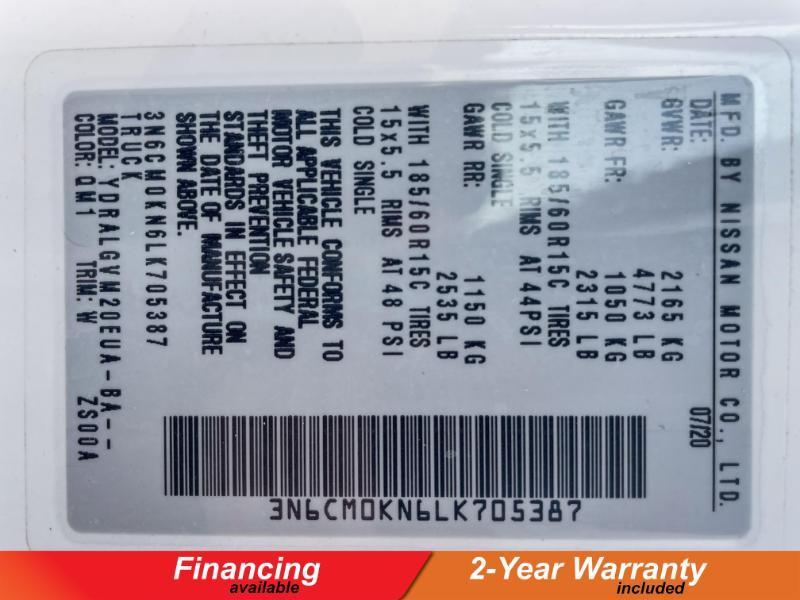 MFD. BY NISSAN MOTOR CO., LTD.
DATE: 07/20
GVWR: 2165 KG
4773 LB
GAWR FR: 1050 KG
2315 LB
WITH 185/60R15C TIRES
15x5.5 RIMS AT 44PSI
COLD SINGLE
GAWR RR: 1150 KG
2535 LB
WITH 185/60R15C TIRES
15x5.5 RIMS AT 48 PSI
COLD SINGLE
THIS VEHICLE CONFORMS TO
ALL APPLICABLE FEDERAL
MOTOR VEHICLE SAFETY AND
THEFT PREVENTION
STANDARDS IN EFFECT ON
THE DATE OF MANUFACTURE
SHOWN ABOVE.
3N6CM0KN6LK705387
TRUCK
MODEL: YDRALGVM20EUA-BA--
COLOR: QM1 TRIM: W ZS00A
3N6CM0KN6LK705387
Financing
available
2-Year Warranty
included